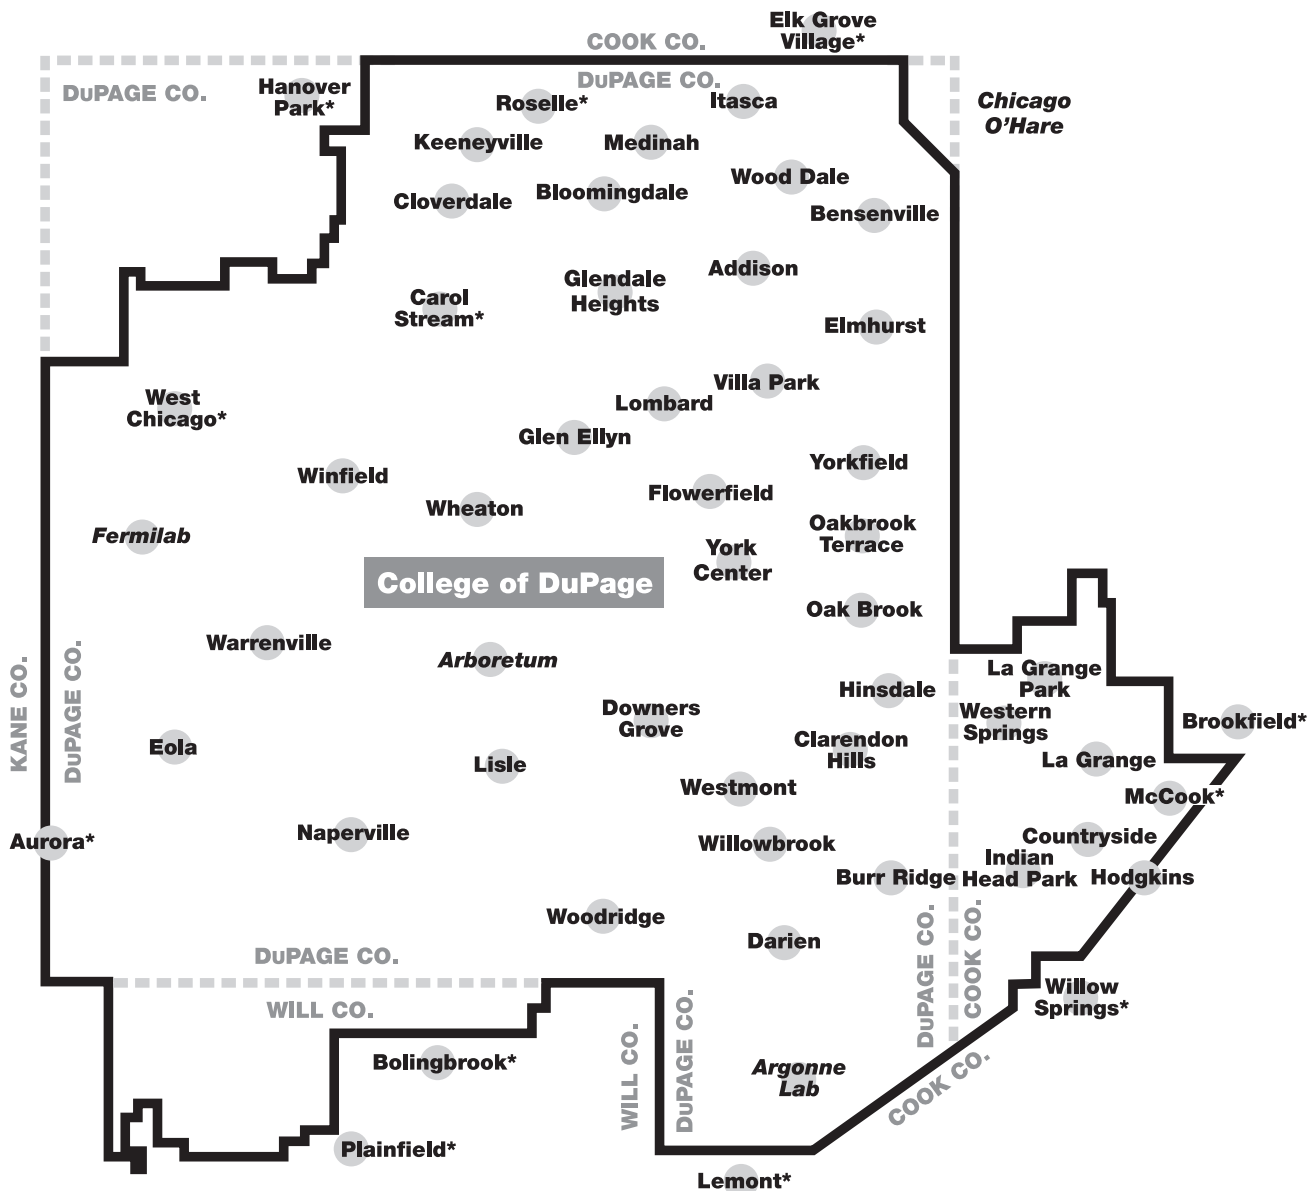 Elk Grove
Village*
COOK CO.
DuPAGE CO.
DuPAGE CO.
Hanover
Park*
Roselle*
Itasca
Chicago
O'Hare
Keeneyville
Medinah
Wood Dale
Cloverdale
Bloomingdale
Bensenville
Addison
Glendale
Heights
Carol
Stream*
Elmhurst
Villa Park
West
Chicago*
Lombard
Glen Ellyn
Yorkfield
Winfield
Flowerfield
Wheaton
Fermilab
Oakbrook
Terrace
York
Center
College of DuPage
Oak Brook
Warrenville
Arboretum
KANE CO.
DuPAGE CO.
La Grange
Park
Hinsdale
Downers
Grove
Western
Springs
Brookfield*
Eola
Clarendon
Hills
Lisle
La Grange
Westmont
McCook*
Aurora*
Naperville
Willowbrook
Countryside
Indian
Head Park
Burr Ridge
Hodgkins
Woodridge
Darien
DuPAGE CO.
COOK CO.
DuPAGE CO.
WILL CO.
Willow
Springs*
Bolingbrook*
WILL CO.
DuPAGE CO.
Argonne
Lab
COOK CO.
Plainfield*
Lemont*